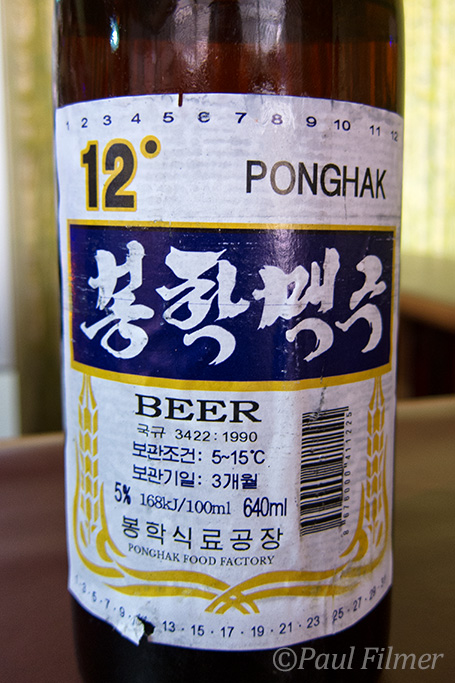 1 2 3 4 5 6 7 8 9 10 11 12
12°
PONGHAK
봉학맥주
BEER
국규 3422:1990
보관조건: 5~15℃
보관기일: 3개월
5% 168kJ/100ml 640ml
봉학식료공장
PONGHAK FOOD FACTORY
©Paul Filmer